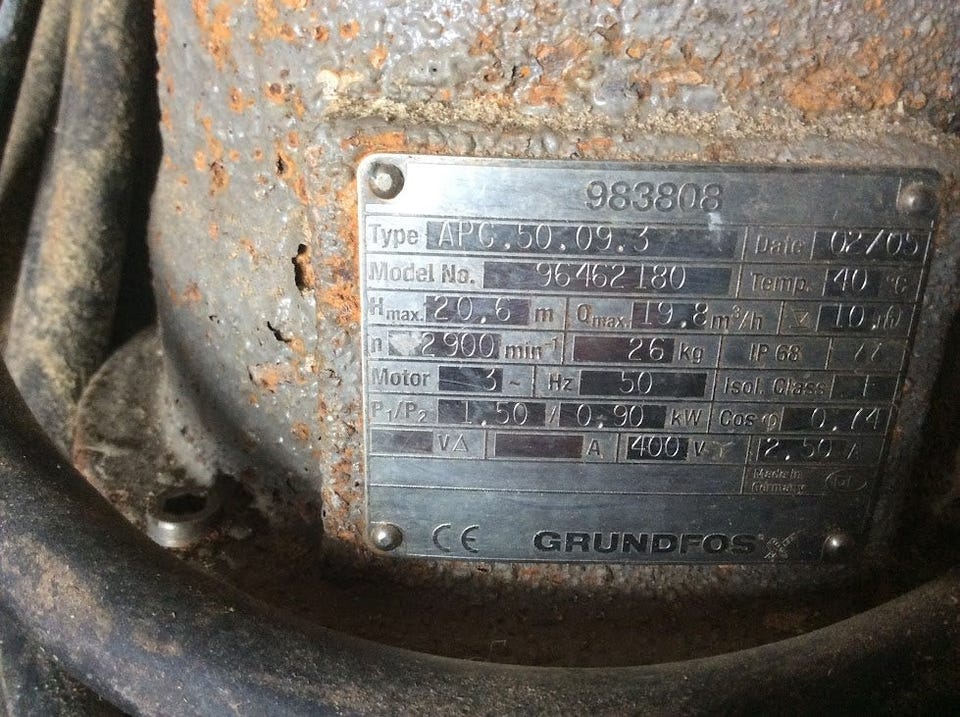 983808
Type APG.50.09.3 Date 02/05
Model No. 96462180 Temp. 40 °C
Hmax. 20.6 m Qmax. 19.8 m³/h 10 m
n 2900 min⁻¹ 26 kg IP 68
Motor 3 ~ Hz 50 Isol. Class F
P₁/P₂ 1.50 / 0.90 kW Cos φ 0.74
V△ A 400 V 2.50 A
Made in
Germany
CE GRUNDFOS